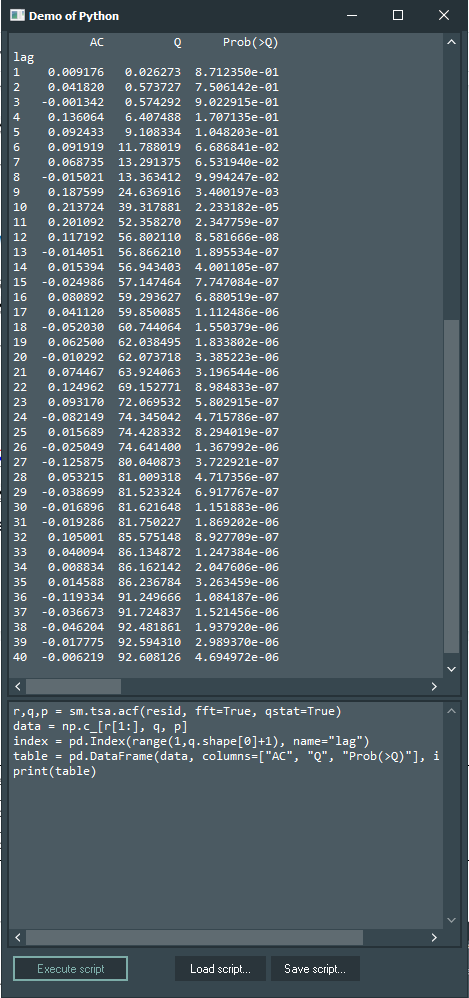 Demo of Python
AC Q Prob(>Q)
lag
1 0.009176 0.026273 8.712350e-01
2 0.041820 0.573727 7.506142e-01
3 -0.001342 0.574292 9.022915e-01
4 0.136064 6.407488 1.707135e-01
5 0.092433 9.108334 1.048203e-01
6 0.091919 11.788019 6.686841e-02
7 0.068735 13.291375 6.531940e-02
8 -0.015021 13.363412 9.994247e-02
9 0.187599 24.636916 3.400197e-03
10 0.213724 39.317881 2.233182e-05
11 0.201092 52.358270 2.347759e-07
12 0.117192 56.802110 8.581666e-08
13 -0.014051 56.866210 1.895534e-07
14 0.015394 56.943403 4.001105e-07
15 -0.024986 57.147464 7.747084e-07
16 0.080892 59.293627 6.880519e-07
17 0.041120 59.850085 1.112486e-06
18 -0.052030 60.744064 1.550379e-06
19 0.062500 62.038495 1.833802e-06
20 -0.010292 62.073718 3.385223e-06
21 0.074467 63.924063 3.196544e-06
22 0.124962 69.152771 8.984833e-07
23 0.093170 72.069532 5.802915e-07
24 -0.082149 74.345042 4.715786e-07
25 0.015689 74.428332 8.294019e-07
26 -0.025049 74.641400 1.367992e-06
27 -0.125875 80.040873 3.722921e-07
28 0.053215 81.009318 4.717356e-07
29 -0.038699 81.523324 6.917767e-07
30 -0.016896 81.621648 1.151883e-06
31 -0.019286 81.750227 1.869202e-06
32 0.105001 85.575148 8.927709e-07
33 0.040094 86.134872 1.247384e-06
34 0.008834 86.162142 2.047606e-06
35 0.014588 86.236784 3.263459e-06
36 -0.119334 91.249666 1.084187e-06
37 -0.036673 91.724837 1.521456e-06
38 -0.046204 92.481861 1.937920e-06
39 -0.017775 92.594310 2.989370e-06
40 -0.006219 92.608126 4.694972e-06
r,q,p = sm.tsa.acf(resid, fft=True, qstat=True)
data = np.c_[r[1:], q, p]
index = pd.Index(range(1,q.shape[0]+1), name="lag")
table = pd.DataFrame(data, columns=["AC", "Q", "Prob(>Q)"], i
print(table)
Execute script
Load script...
Save script...